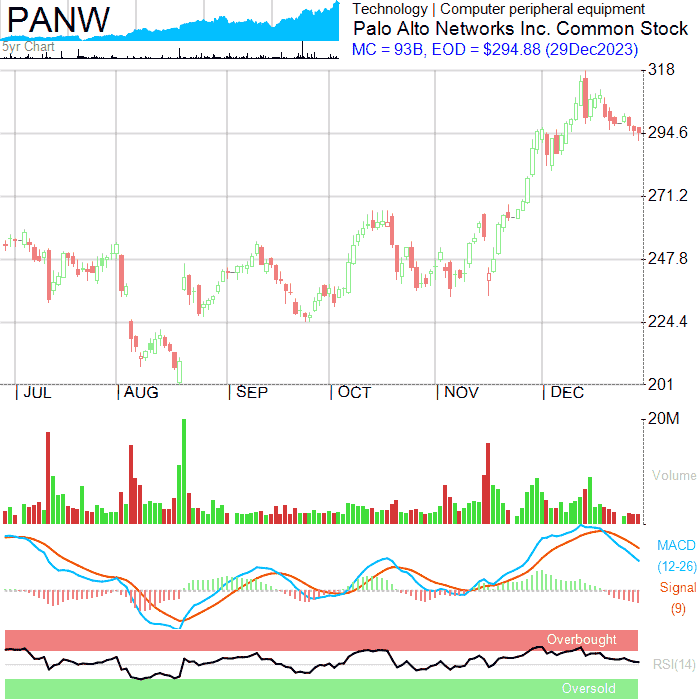 PANW
5yr Chart
Technology | Computer peripheral equipment
Palo Alto Networks Inc. Common Stock
MC = 93B, EOD = $294.88 (29Dec2023)
318
294.6
271.2
247.8
224.4
201
JUL AUG SEP OCT NOV DEC
20M
Volume
MACD
(12-26)
Signal
(9)
Overbought
RSI(14)
Oversold